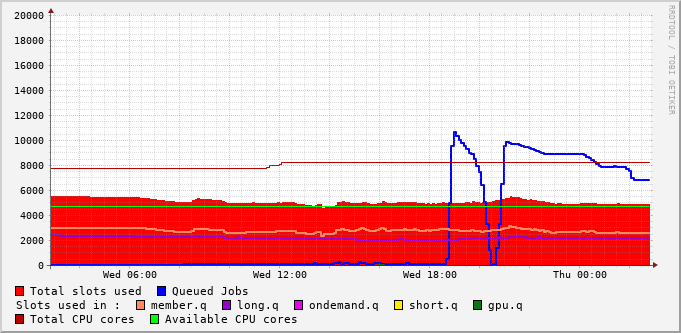 RRDTOOL / TOBI OETIKER
20000
18000
16000
14000
12000
10000
8000
6000
4000
2000
0
Wed 06:00 Wed 12:00 Wed 18:00 Thu 00:00
Total slots used Queued Jobs
Slots used in : member.q long.q ondemand.q short.q gpu.q
Total CPU cores Available CPU cores